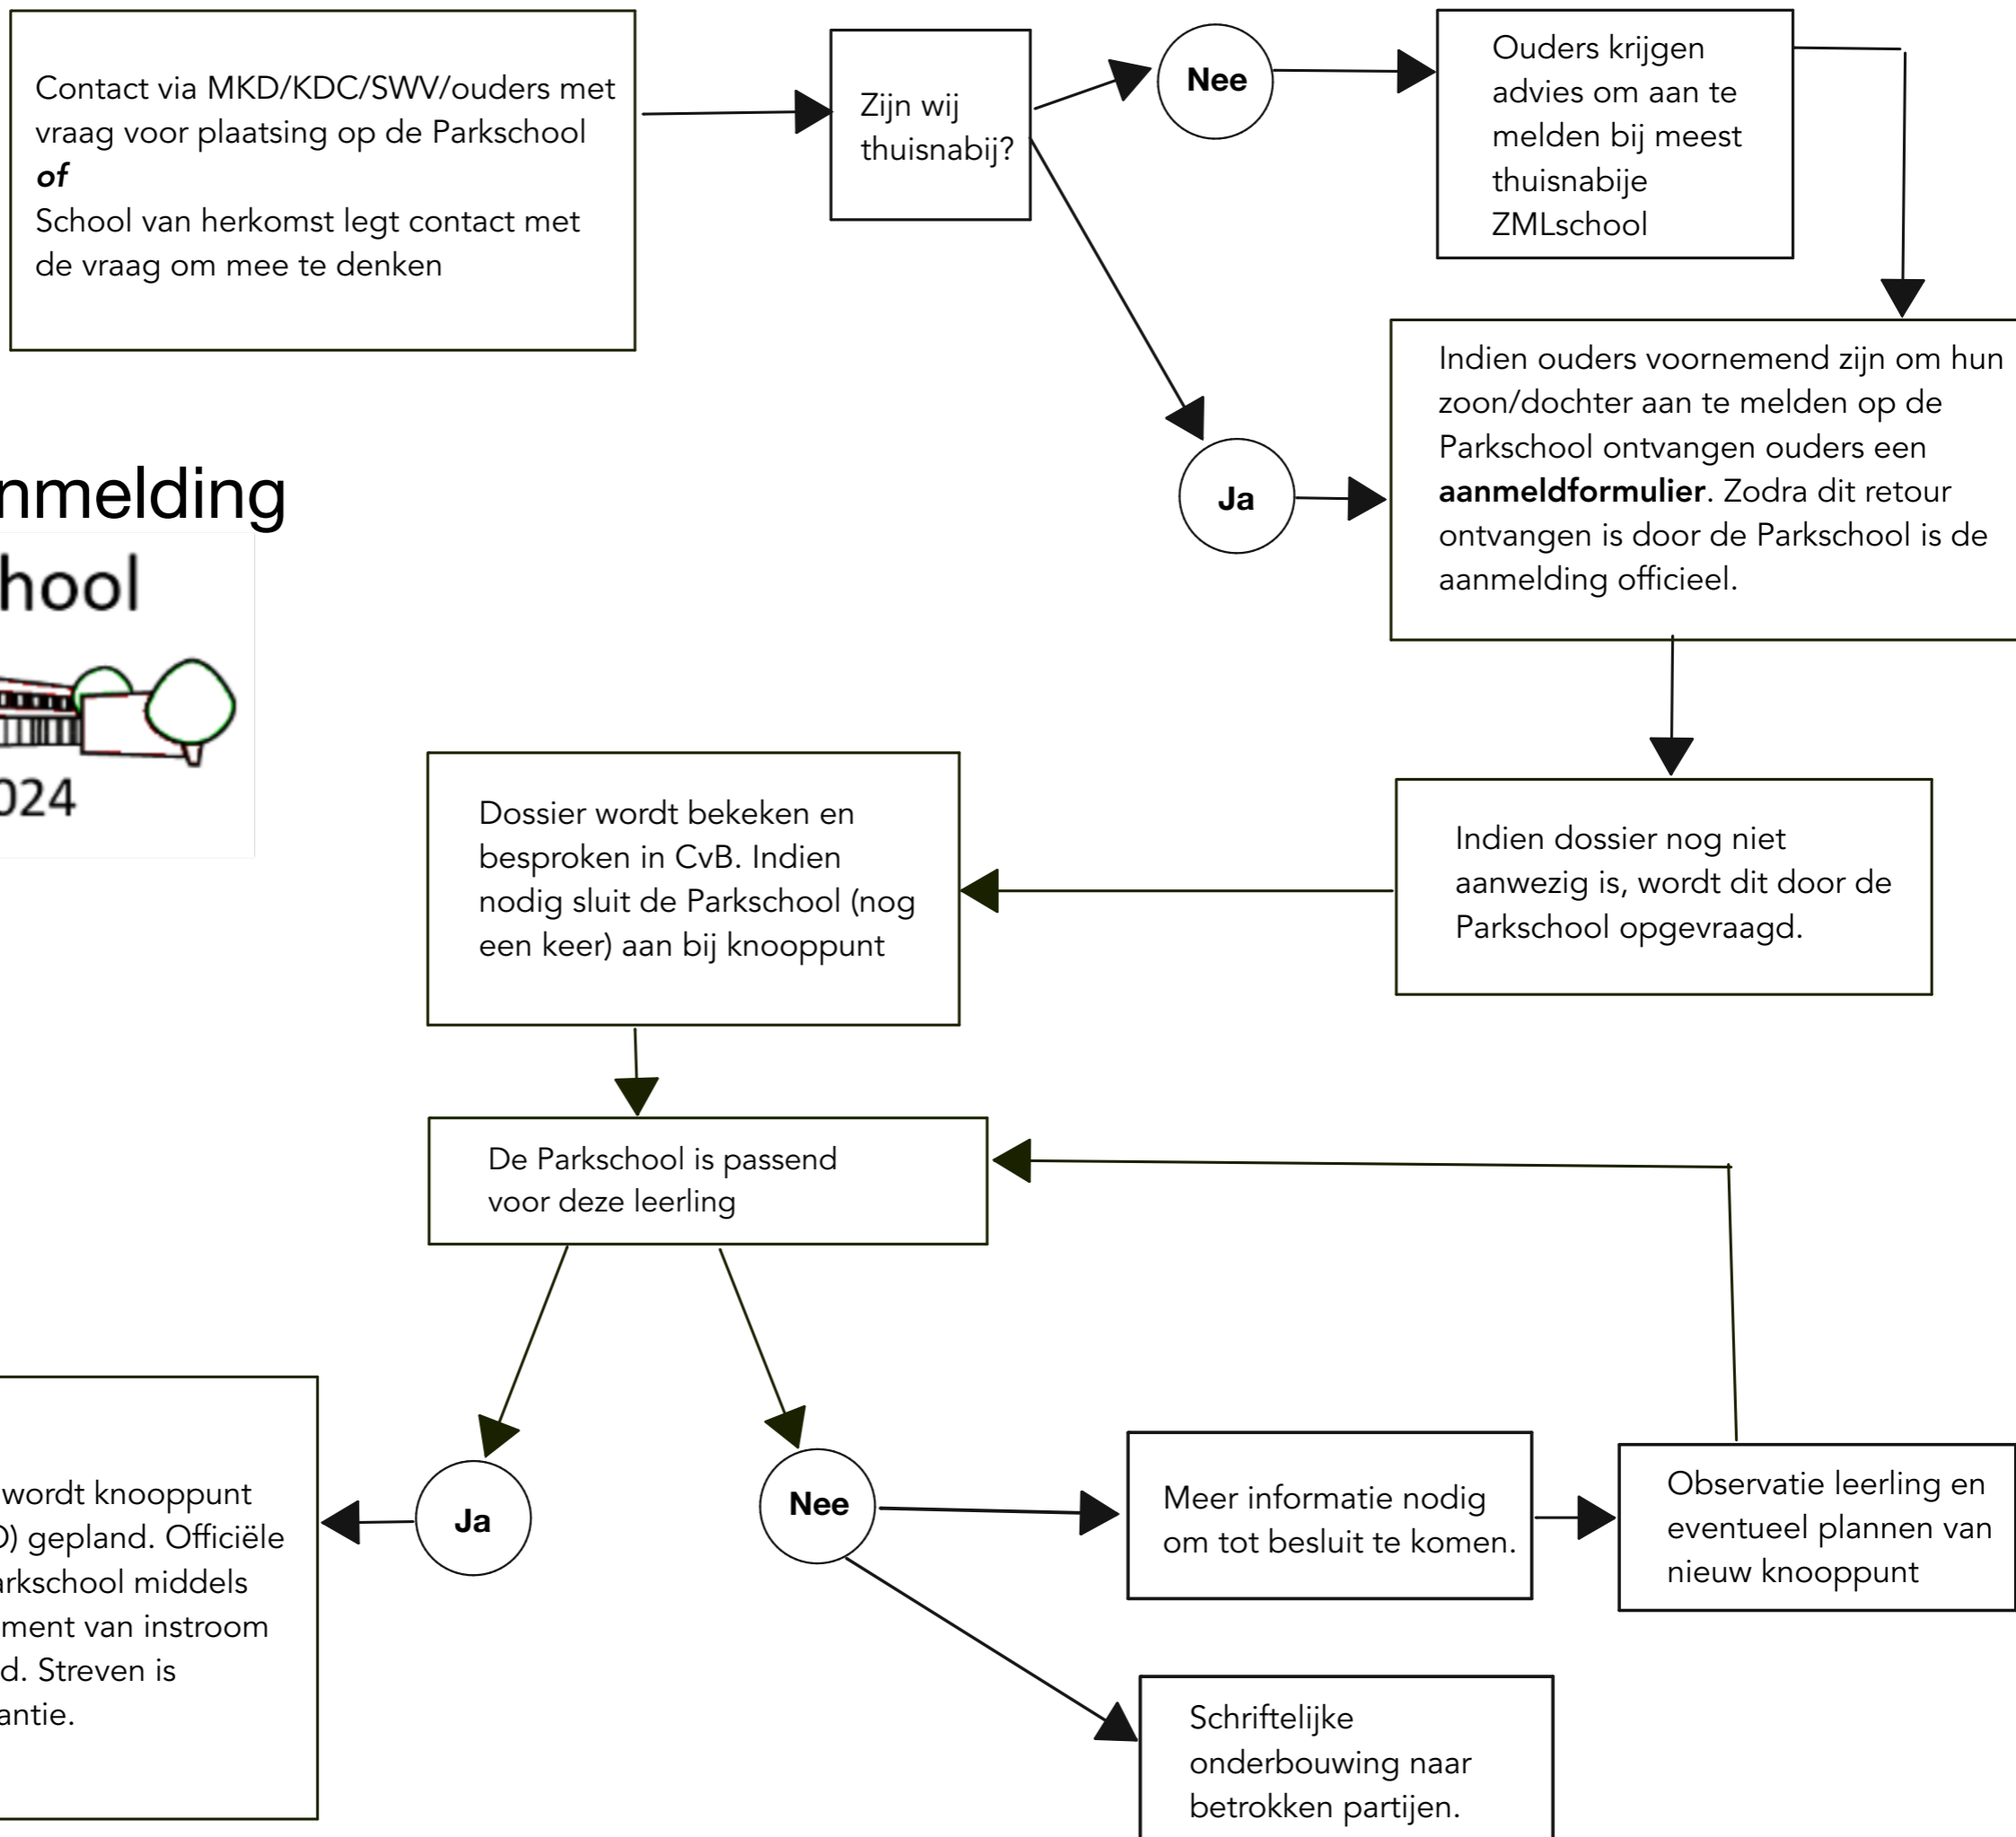 Contact via MKD/KDC/SWV/ouders met
vraag voor plaatsing op de Parkschool
of
School van herkomst legt contact met
de vraag om mee te denken
Zijn wij
thuisnabij?
Nee
Ouders krijgen
advies om aan te
melden bij meest
thuisnabije
ZMLschool
Ja
Indien ouders voornemend zijn om hun
zoon/dochter aan te melden op de
Parkschool ontvangen ouders een
aanmeldformulier. Zodra dit retour
ontvangen is door de Parkschool is de
aanmelding officieel.
nmelding
hool
024
Indien dossier nog niet
aanwezig is, wordt dit door de
Parkschool opgevraagd.
Dossier wordt bekeken en
besproken in CvB. Indien
nodig sluit de Parkschool (nog
een keer) aan bij knooppunt
De Parkschool is passend
voor deze leerling
Ja
wordt knooppunt
) gepland. Officiële
arkschool middels
ment van instroom
d. Streven is
antie.
Nee
Meer informatie nodig
om tot besluit te komen.
Observatie leerling en
eventueel plannen van
nieuw knooppunt
Schriftelijke
onderbouwing naar
betrokken partijen.